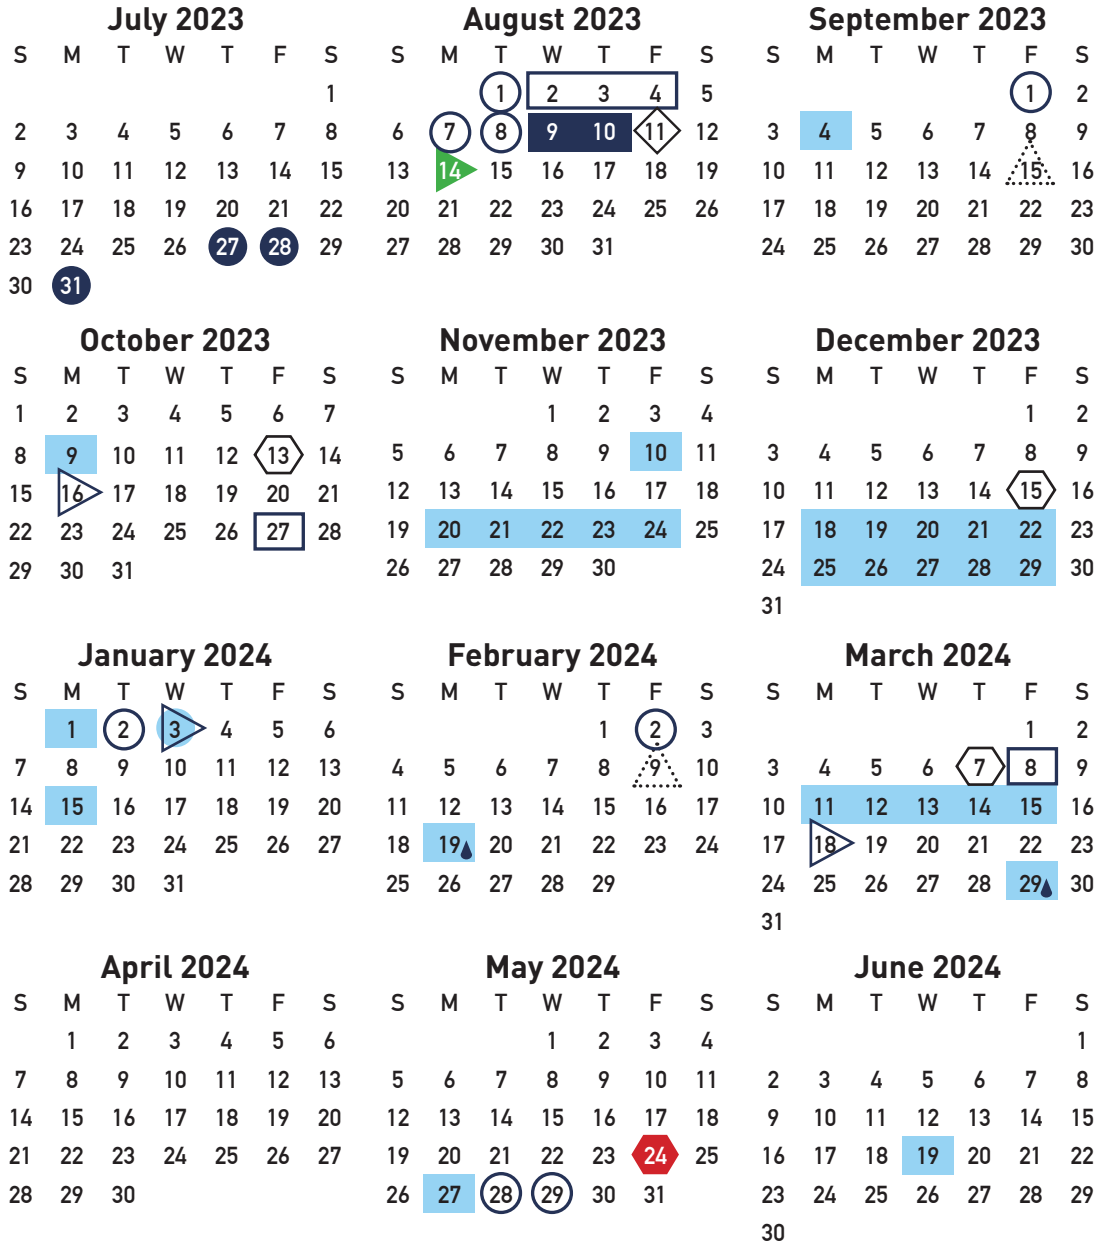 July 2023 August 2023 September 2023
S M T W T F S S M T W T F S S M T W T F S
1 1 2 3 4 5 1 2
2 3 4 5 6 7 8 6 7 8 9 10 11 12 3 4 5 6 7 8 9
9 10 11 12 13 14 15 13 14 15 16 17 18 19 10 11 12 13 14 15 16
16 17 18 19 20 21 22 20 21 22 23 24 25 26 17 18 19 20 21 22 23
23 24 25 26 27 28 29 27 28 29 30 31 24 25 26 27 28 29 30
30 31
October 2023 November 2023 December 2023
S M T W T F S S M T W T F S S M T W T F S
1 2 3 4 5 6 7 1 2 3 4 1 2
8 9 10 11 12 13 14 5 6 7 8 9 10 11 3 4 5 6 7 8 9
15 16 17 18 19 20 21 12 13 14 15 16 17 18 10 11 12 13 14 15 16
22 23 24 25 26 27 28 19 20 21 22 23 24 25 17 18 19 20 21 22 23
29 30 31 26 27 28 29 30 24 25 26 27 28 29 30
31
January 2024 February 2024 March 2024
S M T W T F S S M T W T F S S M T W T F S
1 2 3 4 5 6 1 2 3 1 2
7 8 9 10 11 12 13 4 5 6 7 8 9 10 3 4 5 6 7 8 9
14 15 16 17 18 19 20 11 12 13 14 15 16 17 10 11 12 13 14 15 16
21 22 23 24 25 26 27 18 19 20 21 22 23 24 17 18 19 20 21 22 23
28 29 30 31 25 26 27 28 29 24 25 26 27 28 29 30
31
April 2024 May 2024 June 2024
S M T W T F S S M T W T F S S M T W T F S
1 2 3 4 5 6 1 2 3 4 1
7 8 9 10 11 12 13 5 6 7 8 9 10 11 2 3 4 5 6 7 8
14 15 16 17 18 19 20 12 13 14 15 16 17 18 9 10 11 12 13 14 15
21 22 23 24 25 26 27 19 20 21 22 23 24 25 16 17 18 19 20 21 22
28 29 30 26 27 28 29 30 31 23 24 25 26 27 28 29
30